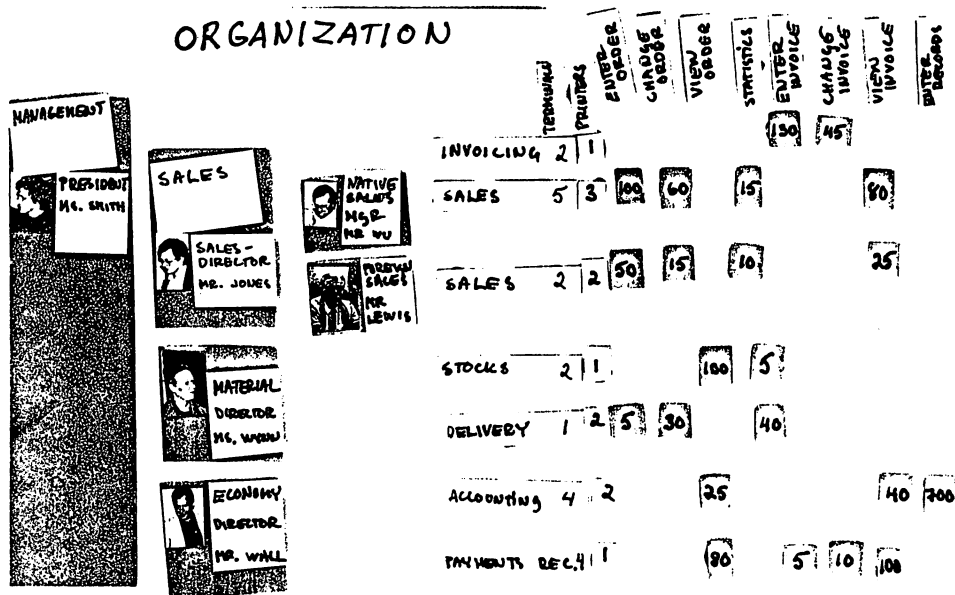 ORGANIZATION
TERMINALS
PRINTERS
ENTER ORDER
CHANGE ORDER
VIEW ORDER
STATISTICS
ENTER INVOICE
CHANGE INVOICE
VIEW INVOICE
ENTER RECORDS
MANAGEMENT
PRESIDENT
MS. SMITH
SALES
SALES-
DIRECTOR
MR. JONES
NATIVE
SALES
MGR
MR WU
FOREIGN
SALES
MR
LEWIS
MATERIAL
DIRECTOR
MS. WYNN
ECONOMY
DIRECTOR
MR. WALL
INVOICING 2 1 130 45
SALES 5 3 100 60 15 80
SALES 2 2 50 15 10 25
STOCKS 2 1 100 5
DELIVERY 1 2 5 30 40
ACCOUNTING 4 2 25 40 700
PAYMENTS REC. 4 1 80 5 10 100